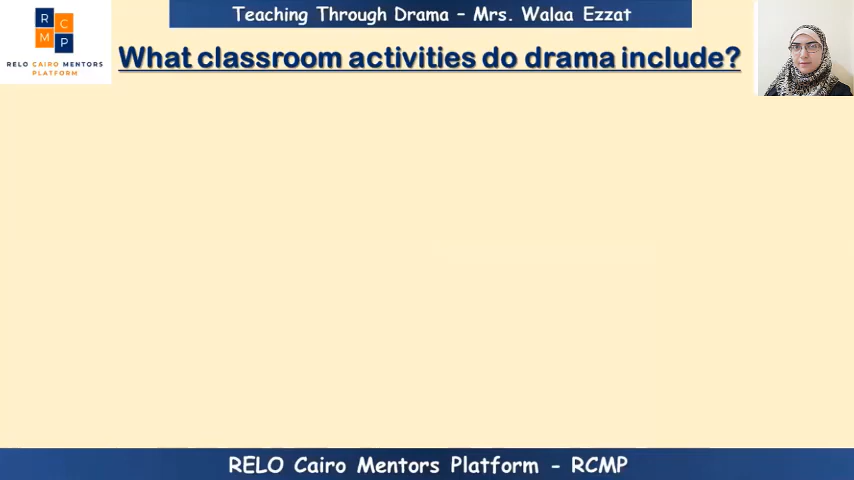 Teaching Through Drama – Mrs. Walaa Ezzat
R
C
M
P
RELO CAIRO MENTORS
PLATFORM
What classroom activities do drama include?
RELO Cairo Mentors Platform - RCMP